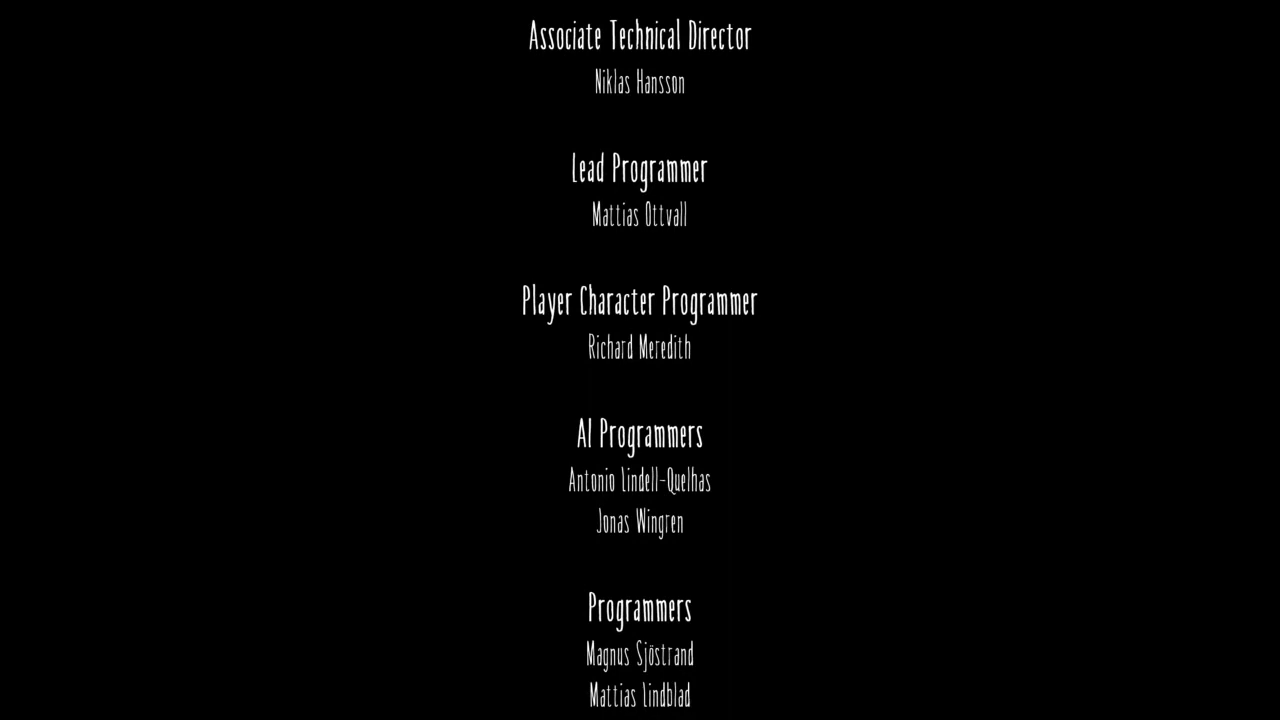 Associate Technical Director
Niklas Hansson
Lead Programmer
Mattias Ottvall
Player Character Programmer
Richard Meredith
AI Programmers
Antonio Lindell-Quelhas
Jonas Wingren
Programmers
Magnus Sjöstrand
Mattias Lindblad